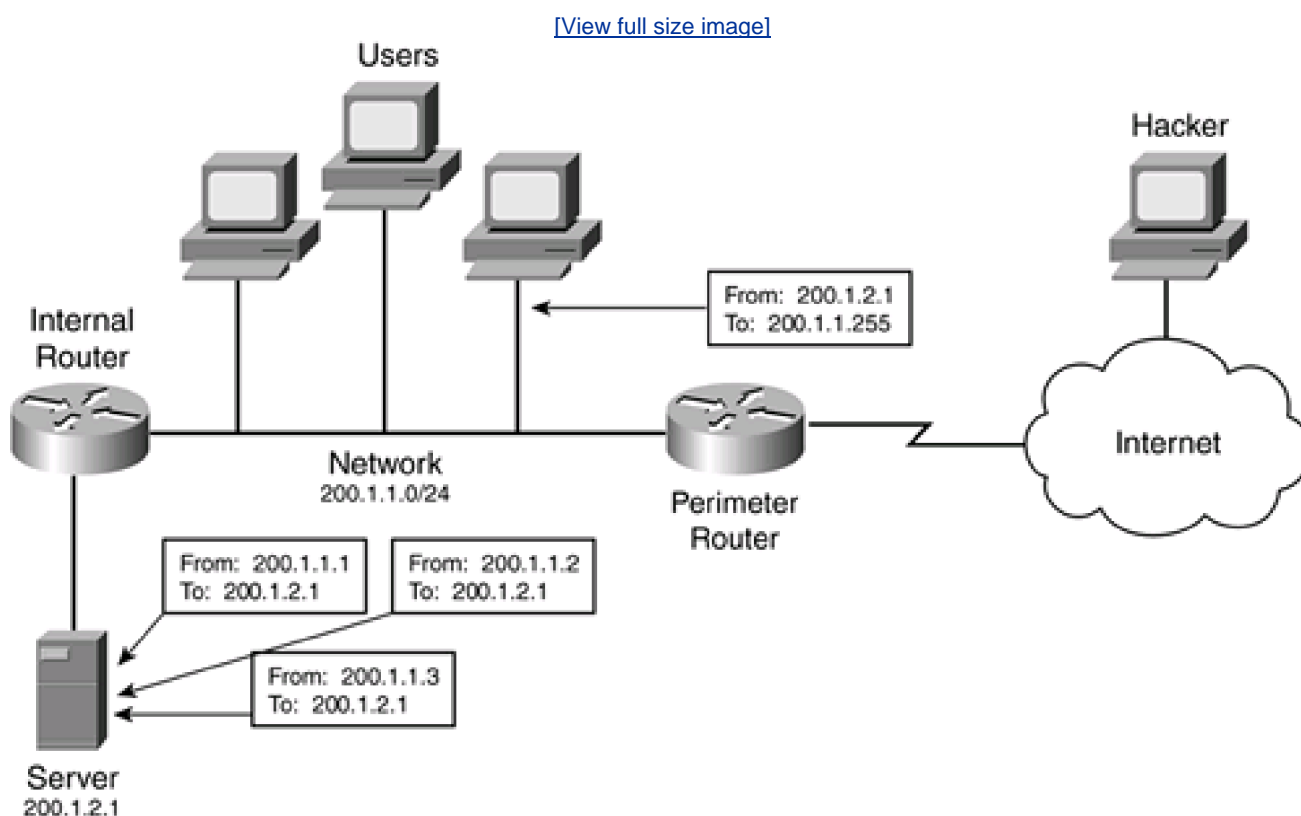 [View full size image]
Users
Hacker
From: 200.1.2.1
To: 200.1.1.255
Internal
Router
Internet
Network
200.1.1.0/24
Perimeter
Router
From: 200.1.1.1
To: 200.1.2.1
From: 200.1.1.2
To: 200.1.2.1
From: 200.1.1.3
To: 200.1.2.1
Server
200.1.2.1